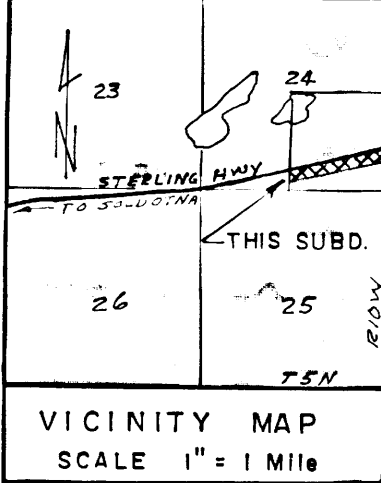 24
23
N
STERLING HWY
TO SOLDOTNA
THIS SUBD.
26
25
R10W
T5N
VICINITY MAP
SCALE 1" = 1 Mile